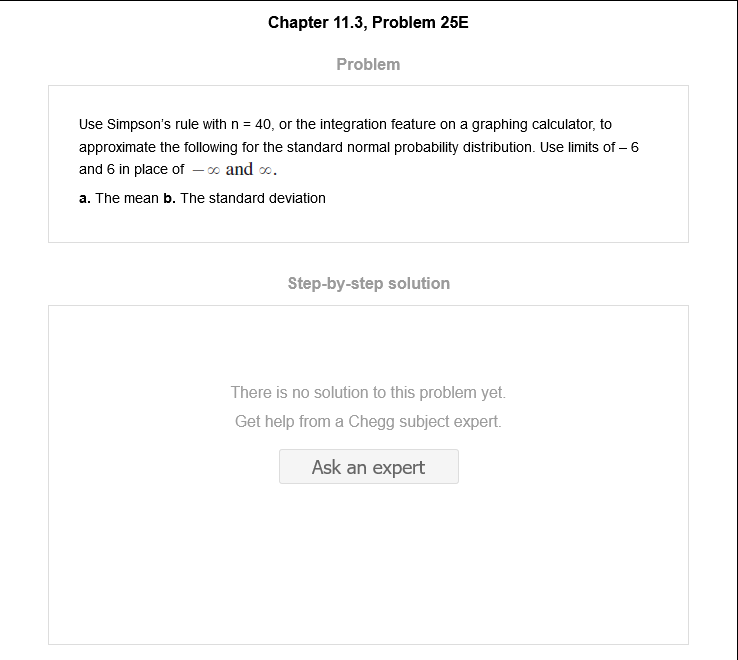 Chapter 11.3, Problem 25E
Problem
Use Simpson's rule with n = 40, or the integration feature on a graphing calculator, to
approximate the following for the standard normal probability distribution. Use limits of – 6
and 6 in place of − ∞ and ∞.
a. The mean b. The standard deviation
Step-by-step solution
There is no solution to this problem yet.
Get help from a Chegg subject expert.
Ask an expert